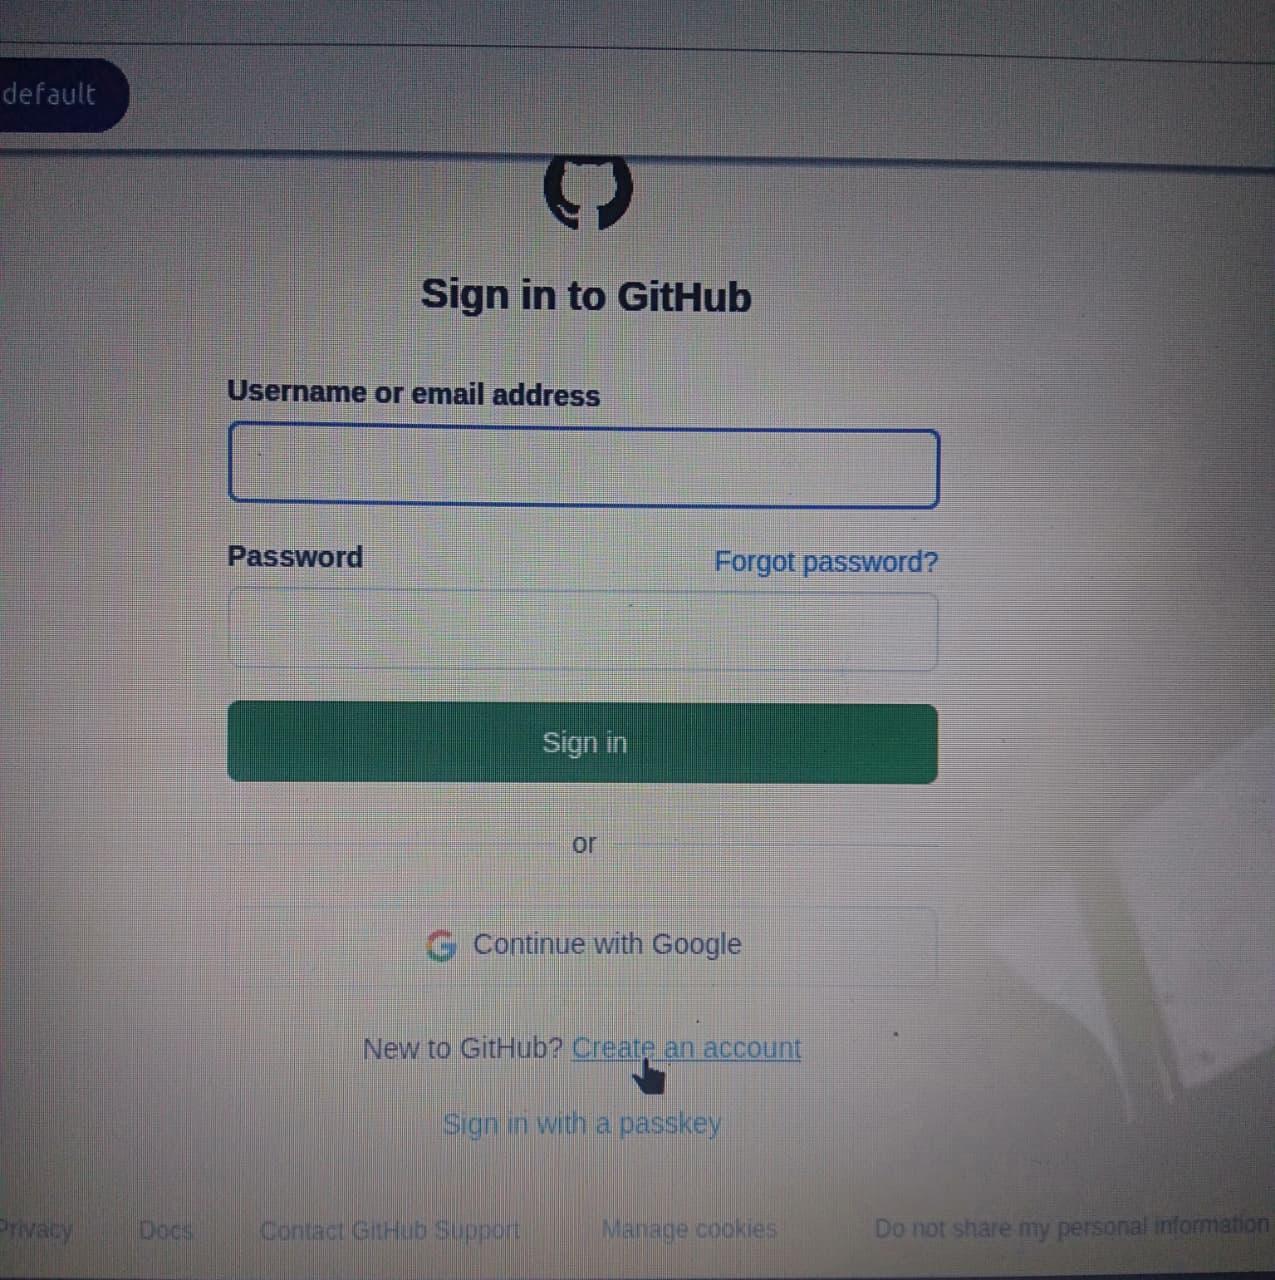 default
Sign in to GitHub
Username or email address
Password
Forgot password?
Sign in
or
Continue with Google
New to GitHub? Create an account
Sign in with a passkey
Privacy Docs Contact GitHub Support Manage cookies Do not share my personal information